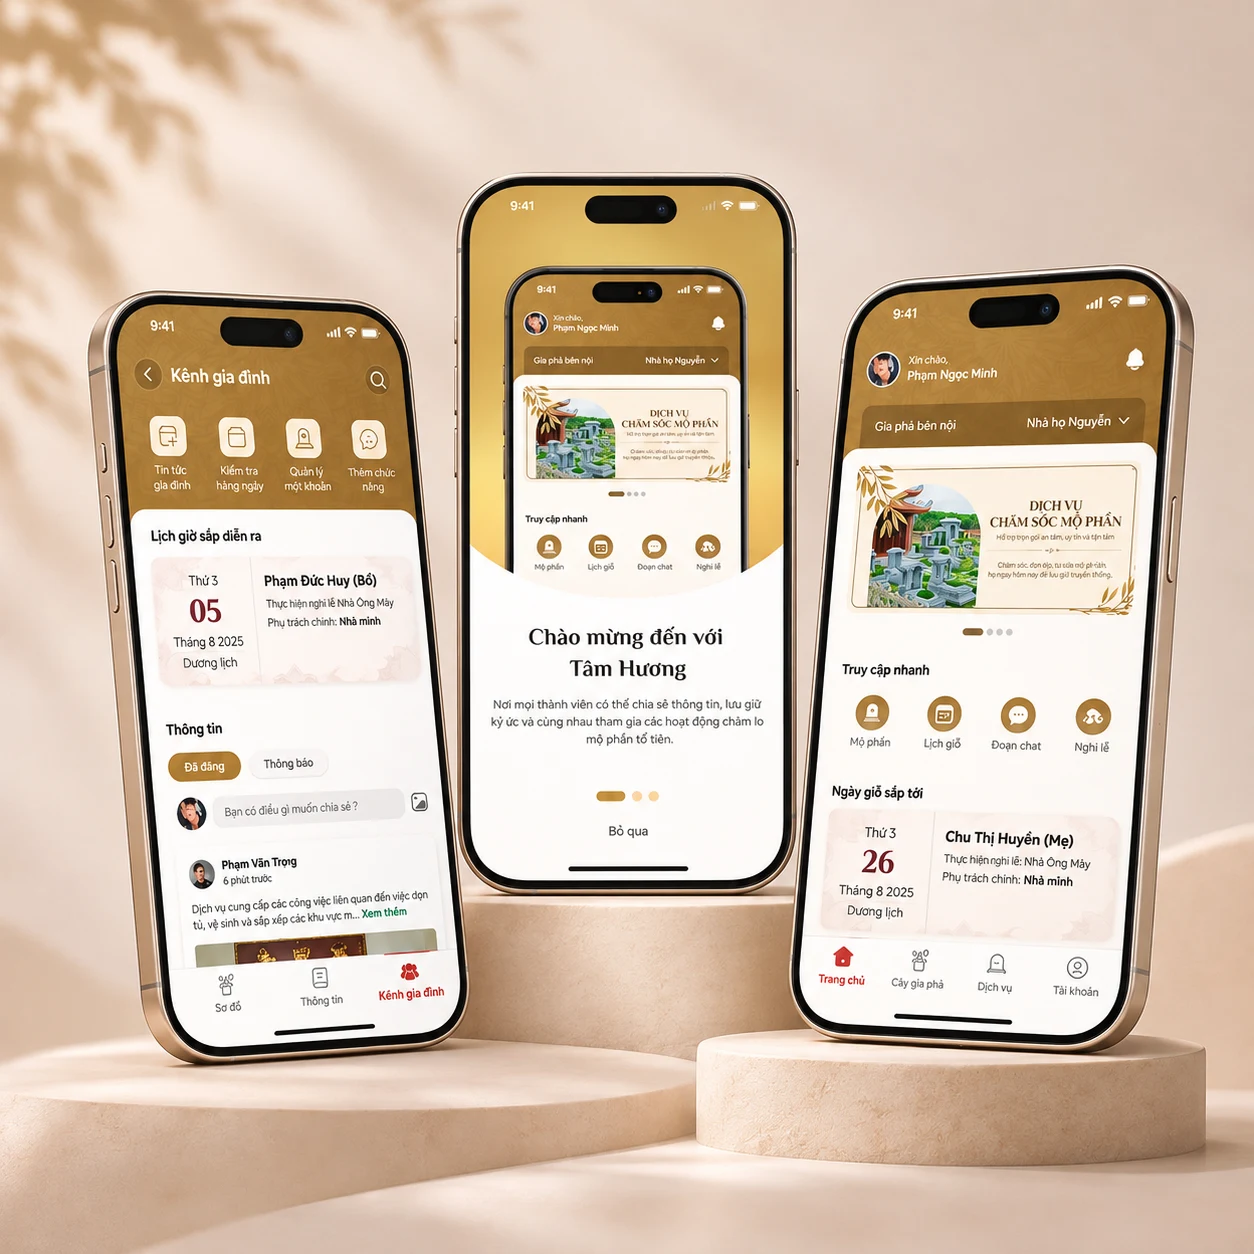 9:41
Kênh gia đình
Tin tức
gia đình
Kiểm tra
hàng ngày
Quản lý
một khoản
Thêm chức
năng
Lịch giờ sắp diễn ra
Thứ 3
05
Tháng 8 2025
Dương lịch
Phạm Đức Huy (Bố)
Thực hiện nghi lễ Nhà Ông Mây
Phụ trách chính: Nhà mình
Thông tin
Đã đăng
Thông báo
Bạn có điều gì muốn chia sẻ ?
Phạm Văn Trọng
6 phút trước
Dịch vụ cung cấp các công việc liên quan đến việc dọn
tủ, vệ sinh và sắp xếp các khu vực m... Xem thêm
Sơ đồ
Thông tin
Kênh gia đình
9:41
9:41
Xin chào,
Phạm Ngọc Minh
Gia phả bên nội
Nhà họ Nguyễn
DỊCH VỤ
CHĂM SÓC MỘ PHẦN
Truy cập nhanh
Mộ phần
Lịch giỗ
Đoạn chat
Nghi lễ
Chào mừng đến với
Tâm Hương
Nơi mọi thành viên có thể chia sẻ thông tin, lưu giữ
ký ức và cùng nhau tham gia các hoạt động chăm lo
mộ phần tổ tiên.
Bỏ qua
9:41
Xin chào,
Phạm Ngọc Minh
Gia phả bên nội
Nhà họ Nguyễn
DỊCH VỤ
CHĂM SÓC MỘ PHẦN
Hỗ trợ trọn gói an tâm, uy tín và tận tâm
Truy cập nhanh
Mộ phần
Lịch giỗ
Đoạn chat
Nghi lễ
Ngày giỗ sắp tới
Thứ 3
26
Tháng 8 2025
Dương lịch
Chu Thị Huyền (Mẹ)
Thực hiện nghi lễ: Nhà Ông Mây
Phụ trách chính: Nhà mình
Trang chủ
Cây gia phả
Dịch vụ
Tài khoản